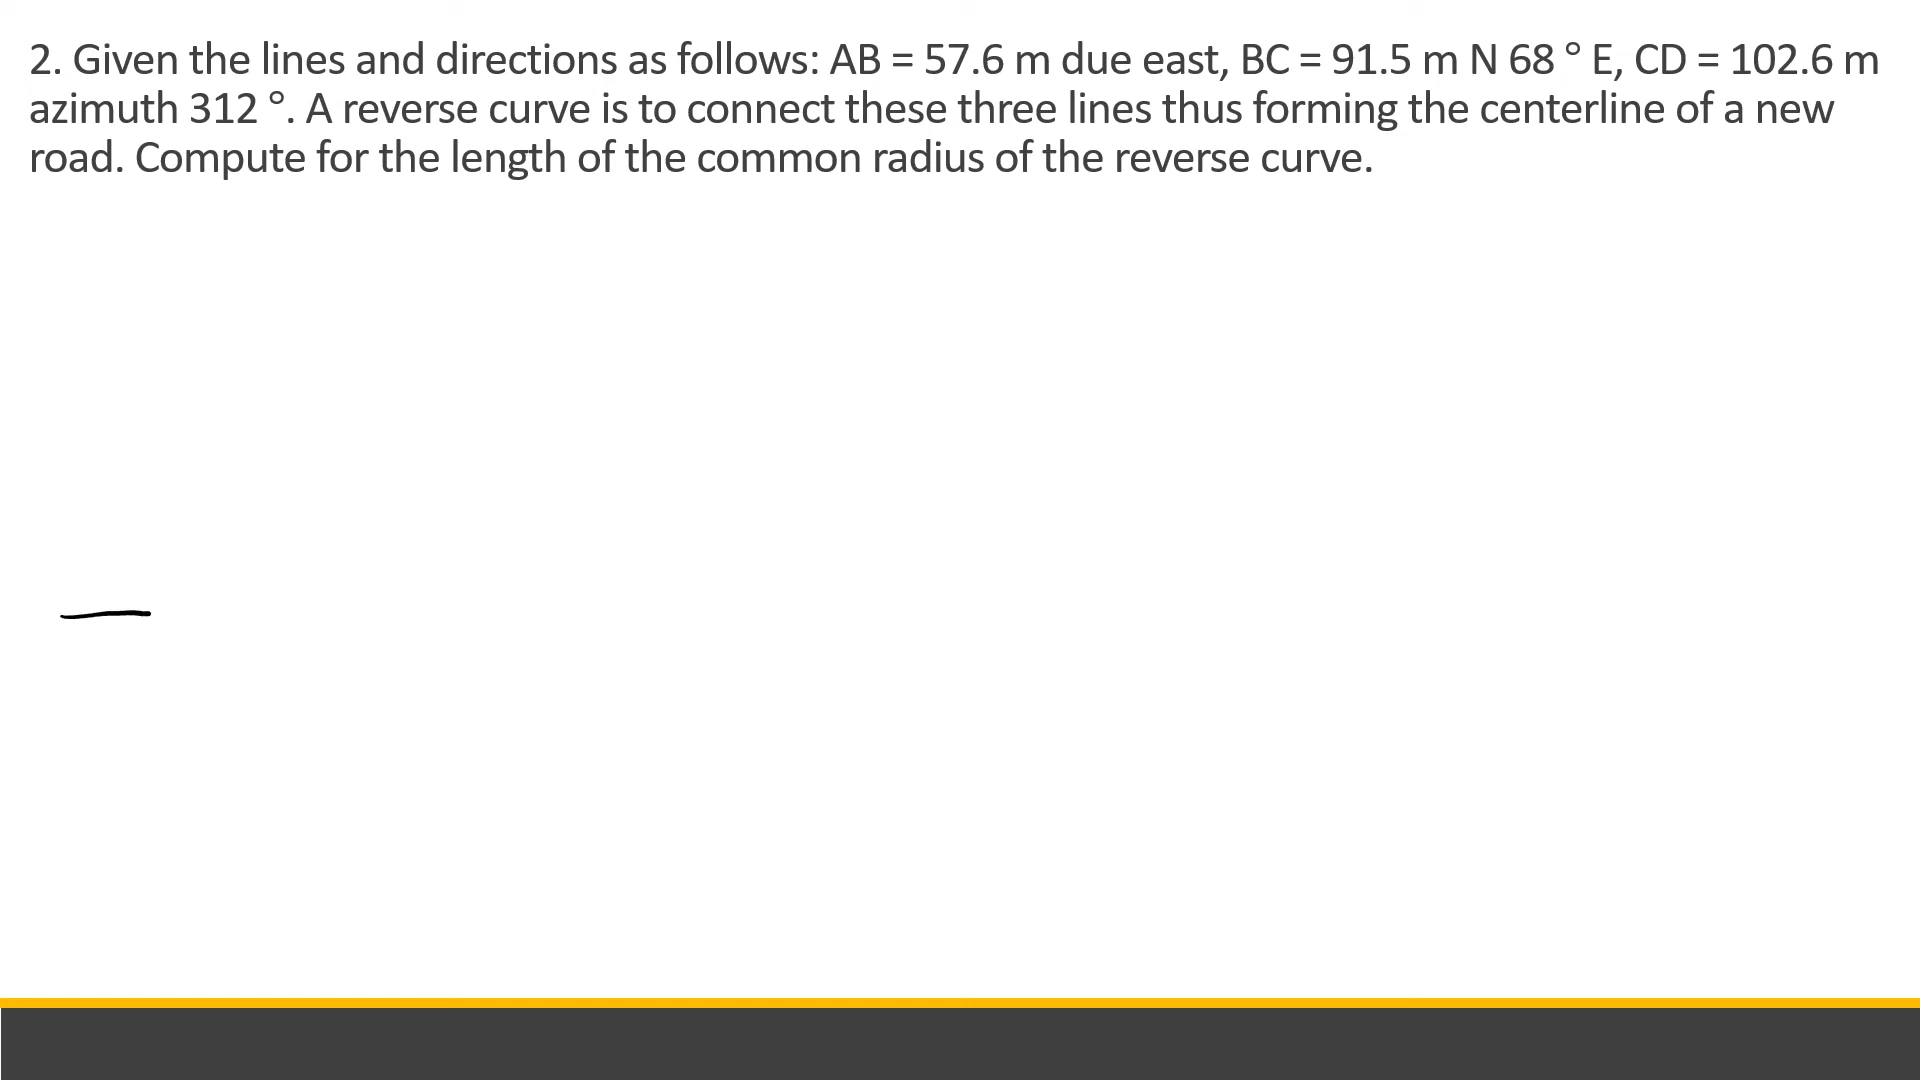 2. Given the lines and directions as follows: AB = 57.6 m due east, BC = 91.5 m N 68 ° E, CD = 102.6 m
azimuth 312 °. A reverse curve is to connect these three lines thus forming the centerline of a new
road. Compute for the length of the common radius of the reverse curve.